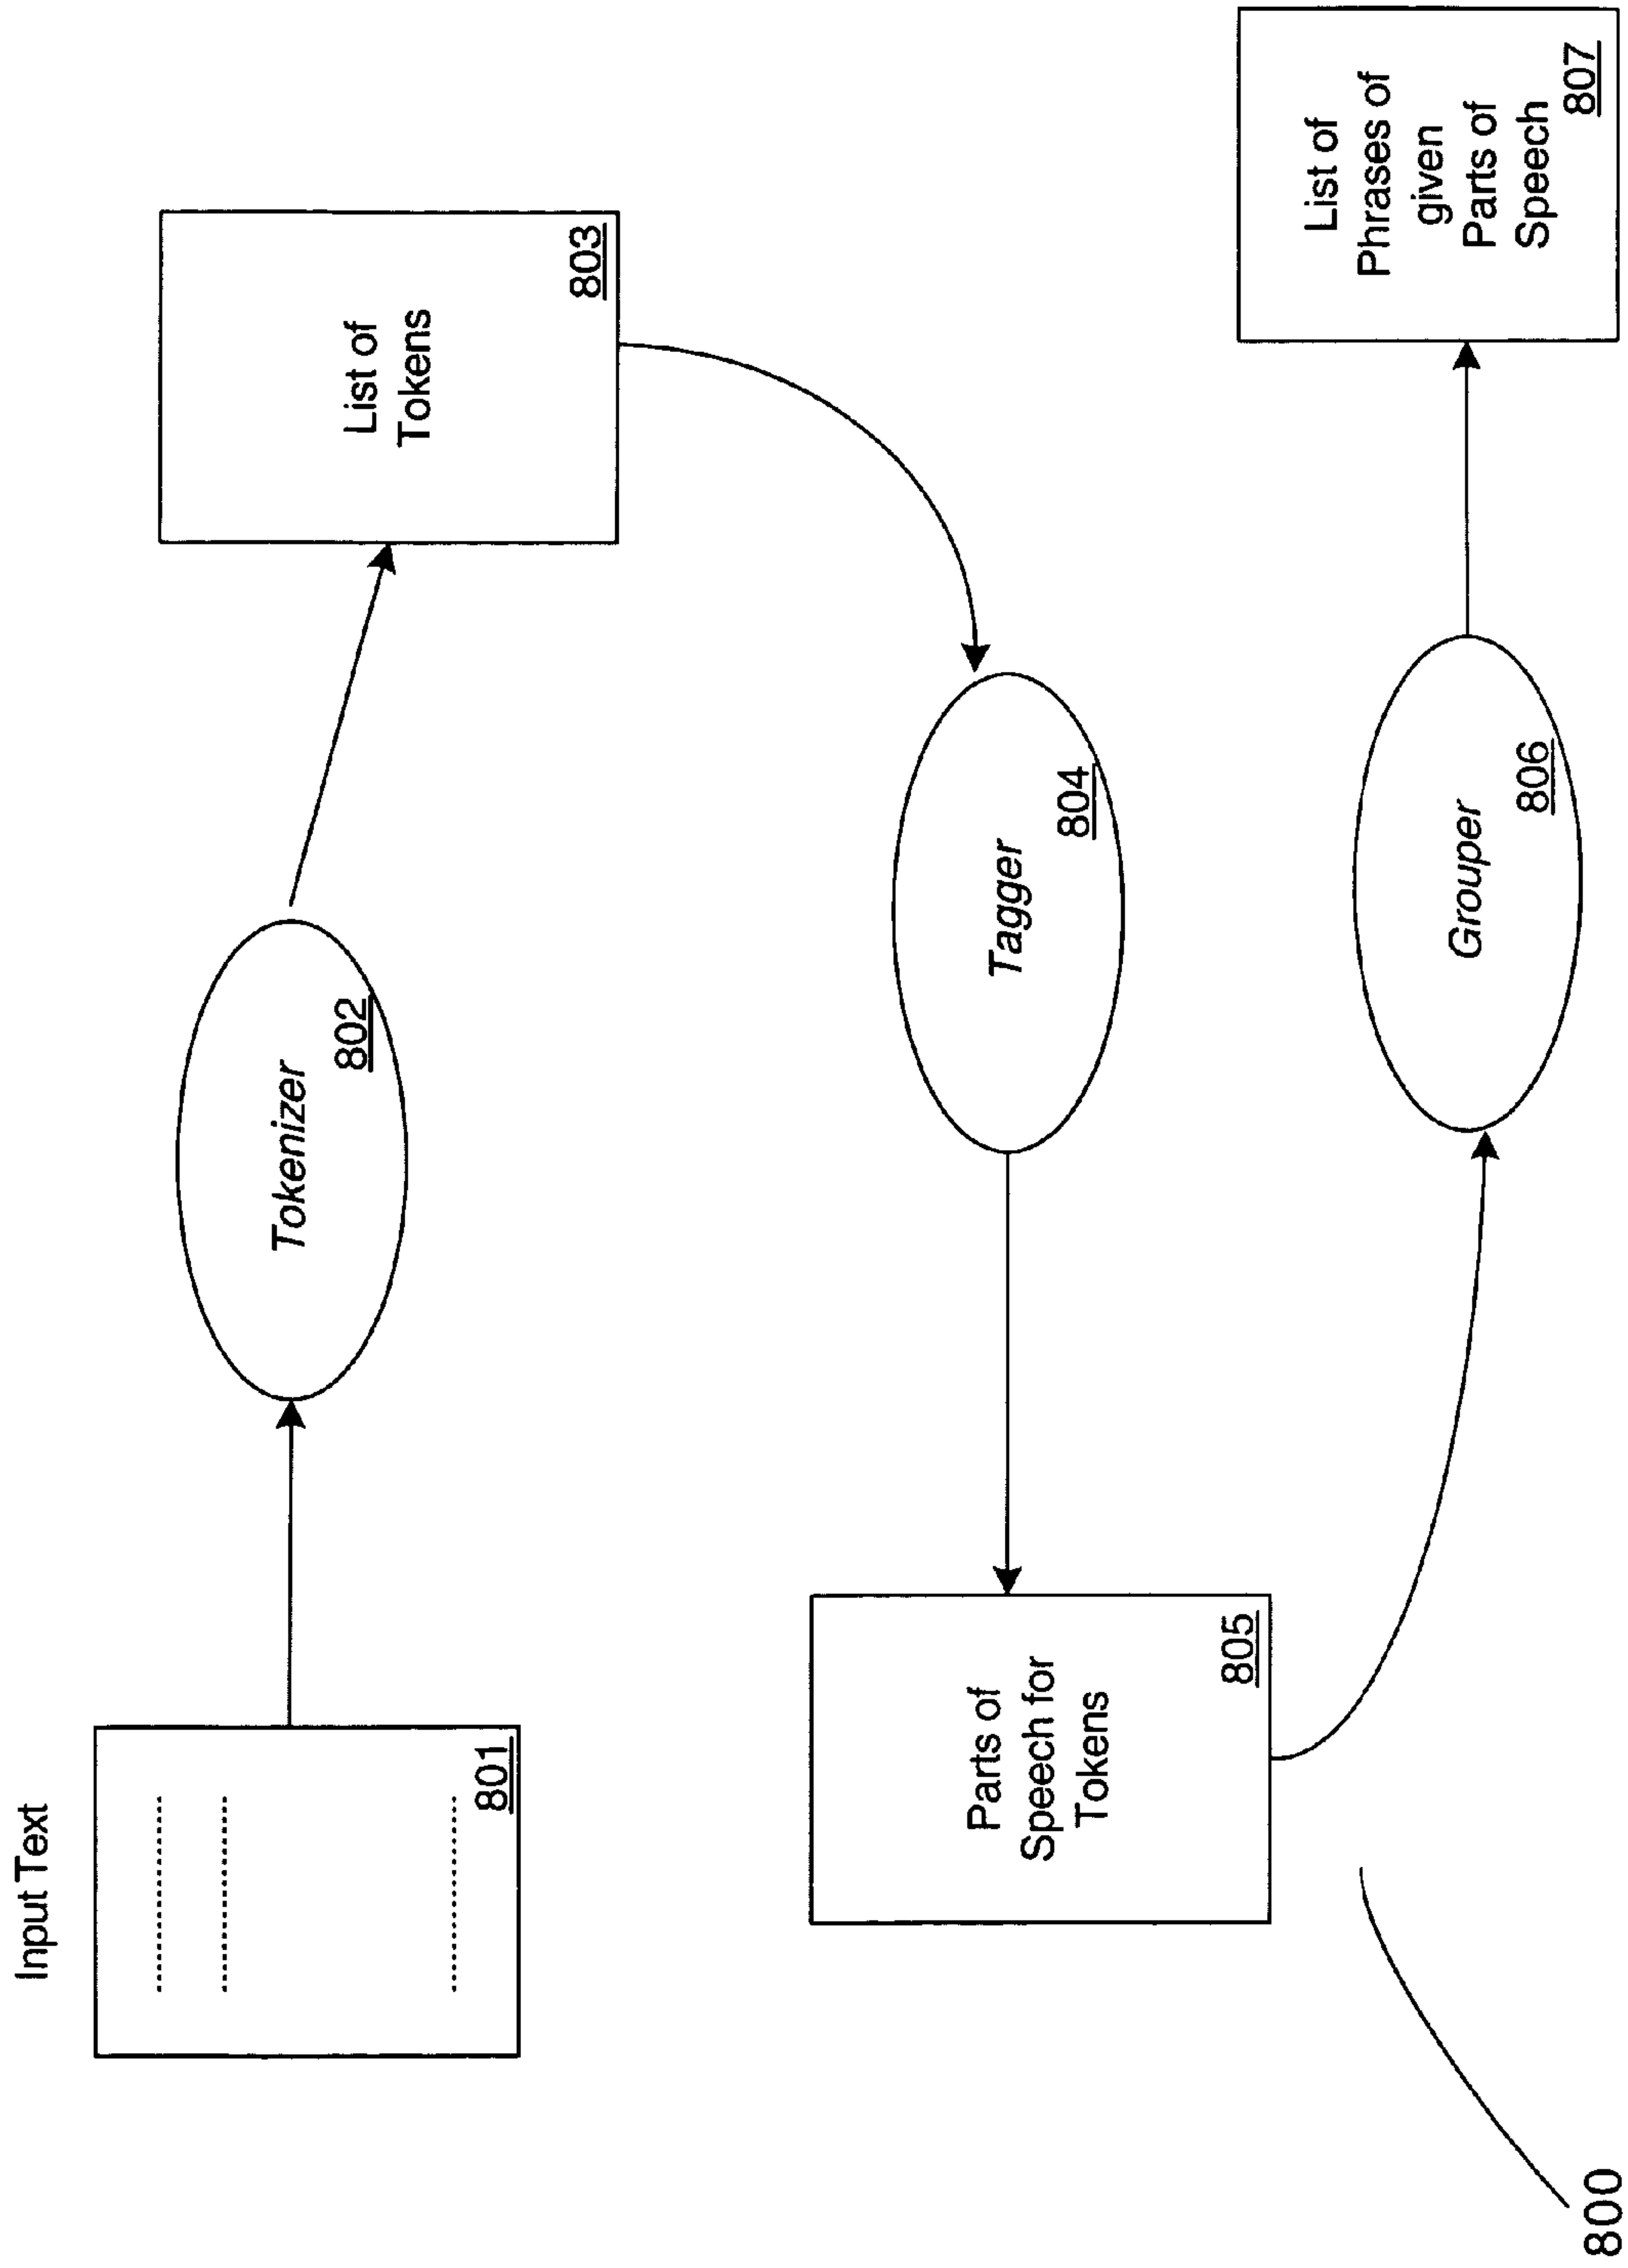 Input Text
801
Tokenizer
802
List of
Tokens
803
Tagger
804
Parts of
Speech for
Tokens
805
Grouper
806
List of
Phrases of
given
Parts of
Speech
807
800